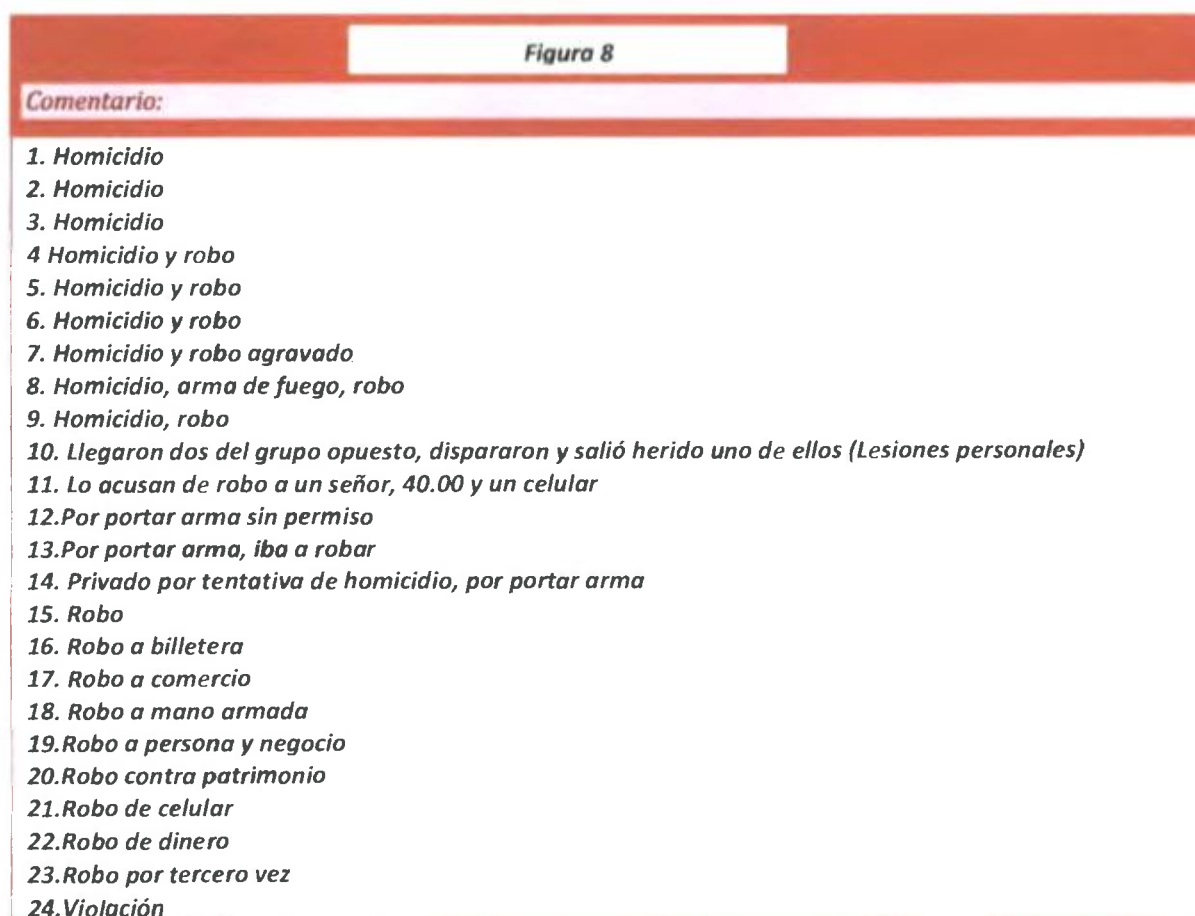 Figura 8
Comentario:
1. Homicidio
2. Homicidio
3. Homicidio
4 Homicidio y robo
5. Homicidio y robo
6. Homicidio y robo
7. Homicidio y robo agravado
8. Homicidio, arma de fuego, robo
9. Homicidio, robo
10. Llegaron dos del grupo opuesto, dispararon y salió herido uno de ellos (Lesiones personales)
11. Lo acusan de robo a un señor, 40.00 y un celular
12.Por portar arma sin permiso
13.Por portar arma, iba a robar
14. Privado por tentativa de homicidio, por portar arma
15. Robo
16. Robo a billetera
17. Robo a comercio
18. Robo a mano armada
19.Robo a persona y negocio
20.Robo contra patrimonio
21.Robo de celular
22.Robo de dinero
23.Robo por tercero vez
24.Violación